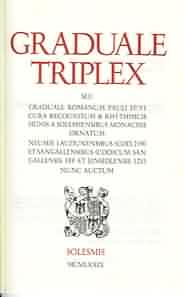 GRADUALE
TRIPLEX
SEU
GRADUALE ROMANUM PAULI PP. VI
CURA RECOGNITUM & RHYTHMICIS
SIGNIS A SOLESMENSIBUS MONACHIS
ORNATUM
NEUMIS LAUDUNENSIBUS (COD. 239)
ET SANGALLENSIBUS (CODICUM SAN
GALLENSIS 359 ET EINSIDLENSIS 121)
NUNC AUCTUM
SOLESMIS